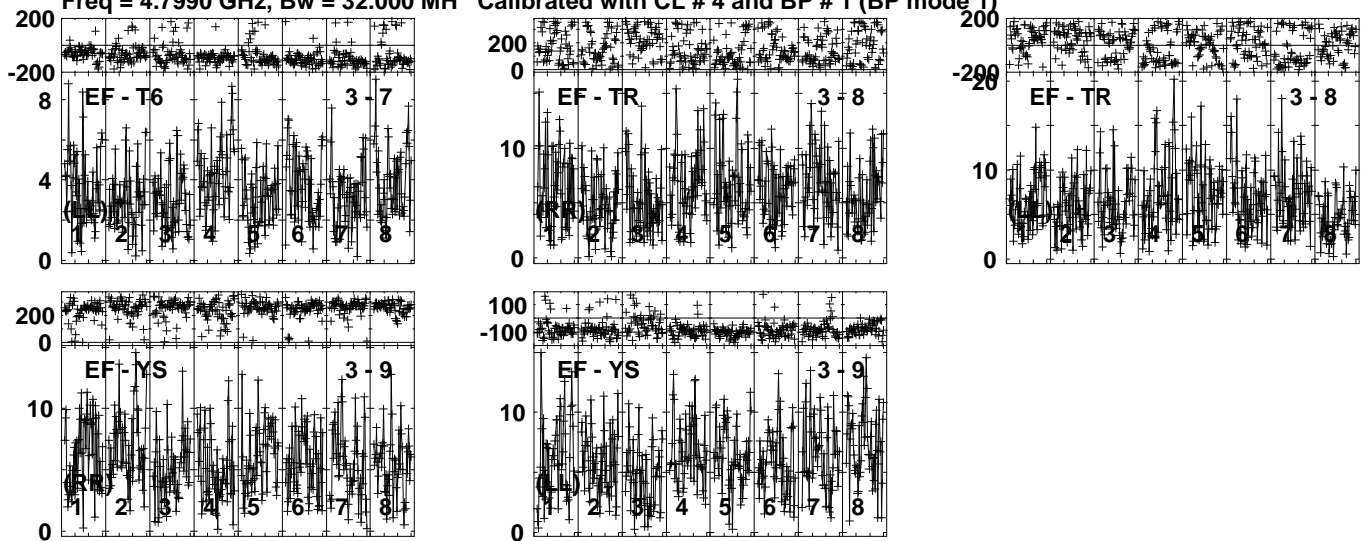 Freq = 4.7990 GHz, Bw = 32.000 MH Calibrated with CL # 4 and BP # 1 (BP mode 1)
200
-200
8
4
0
EF - T6
3 - 7
(LL)
1 2 3 4 5 6 7 8
200
0
10
0
EF - TR
3 - 8
(RR)
1 2 3 4 5 6 7 8
200
-200
20
10
0
EF - TR
3 - 8
(LL)
1 2 3 4 5 6 7 8
200
0
10
0
EF - YS
3 - 9
(RR)
1 2 3 4 5 6 7 8
100
-100
10
0
EF - YS
3 - 9
(LL)
1 2 3 4 5 6 7 8